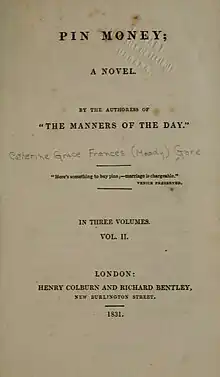 PIN MONEY;
A NOVEL.
BY THE AUTHORESS OF
"THE MANNERS OF THE DAY."
Catherine Grace Frances (Moody) Gore
"Here's something to buy pins,—marriage is chargeable."
VENICE PRESERVED.
IN THREE VOLUMES.
VOL. II.
LONDON:
HENRY COLBURN AND RICHARD BENTLEY,
NEW BURLINGTON STREET.
1831.